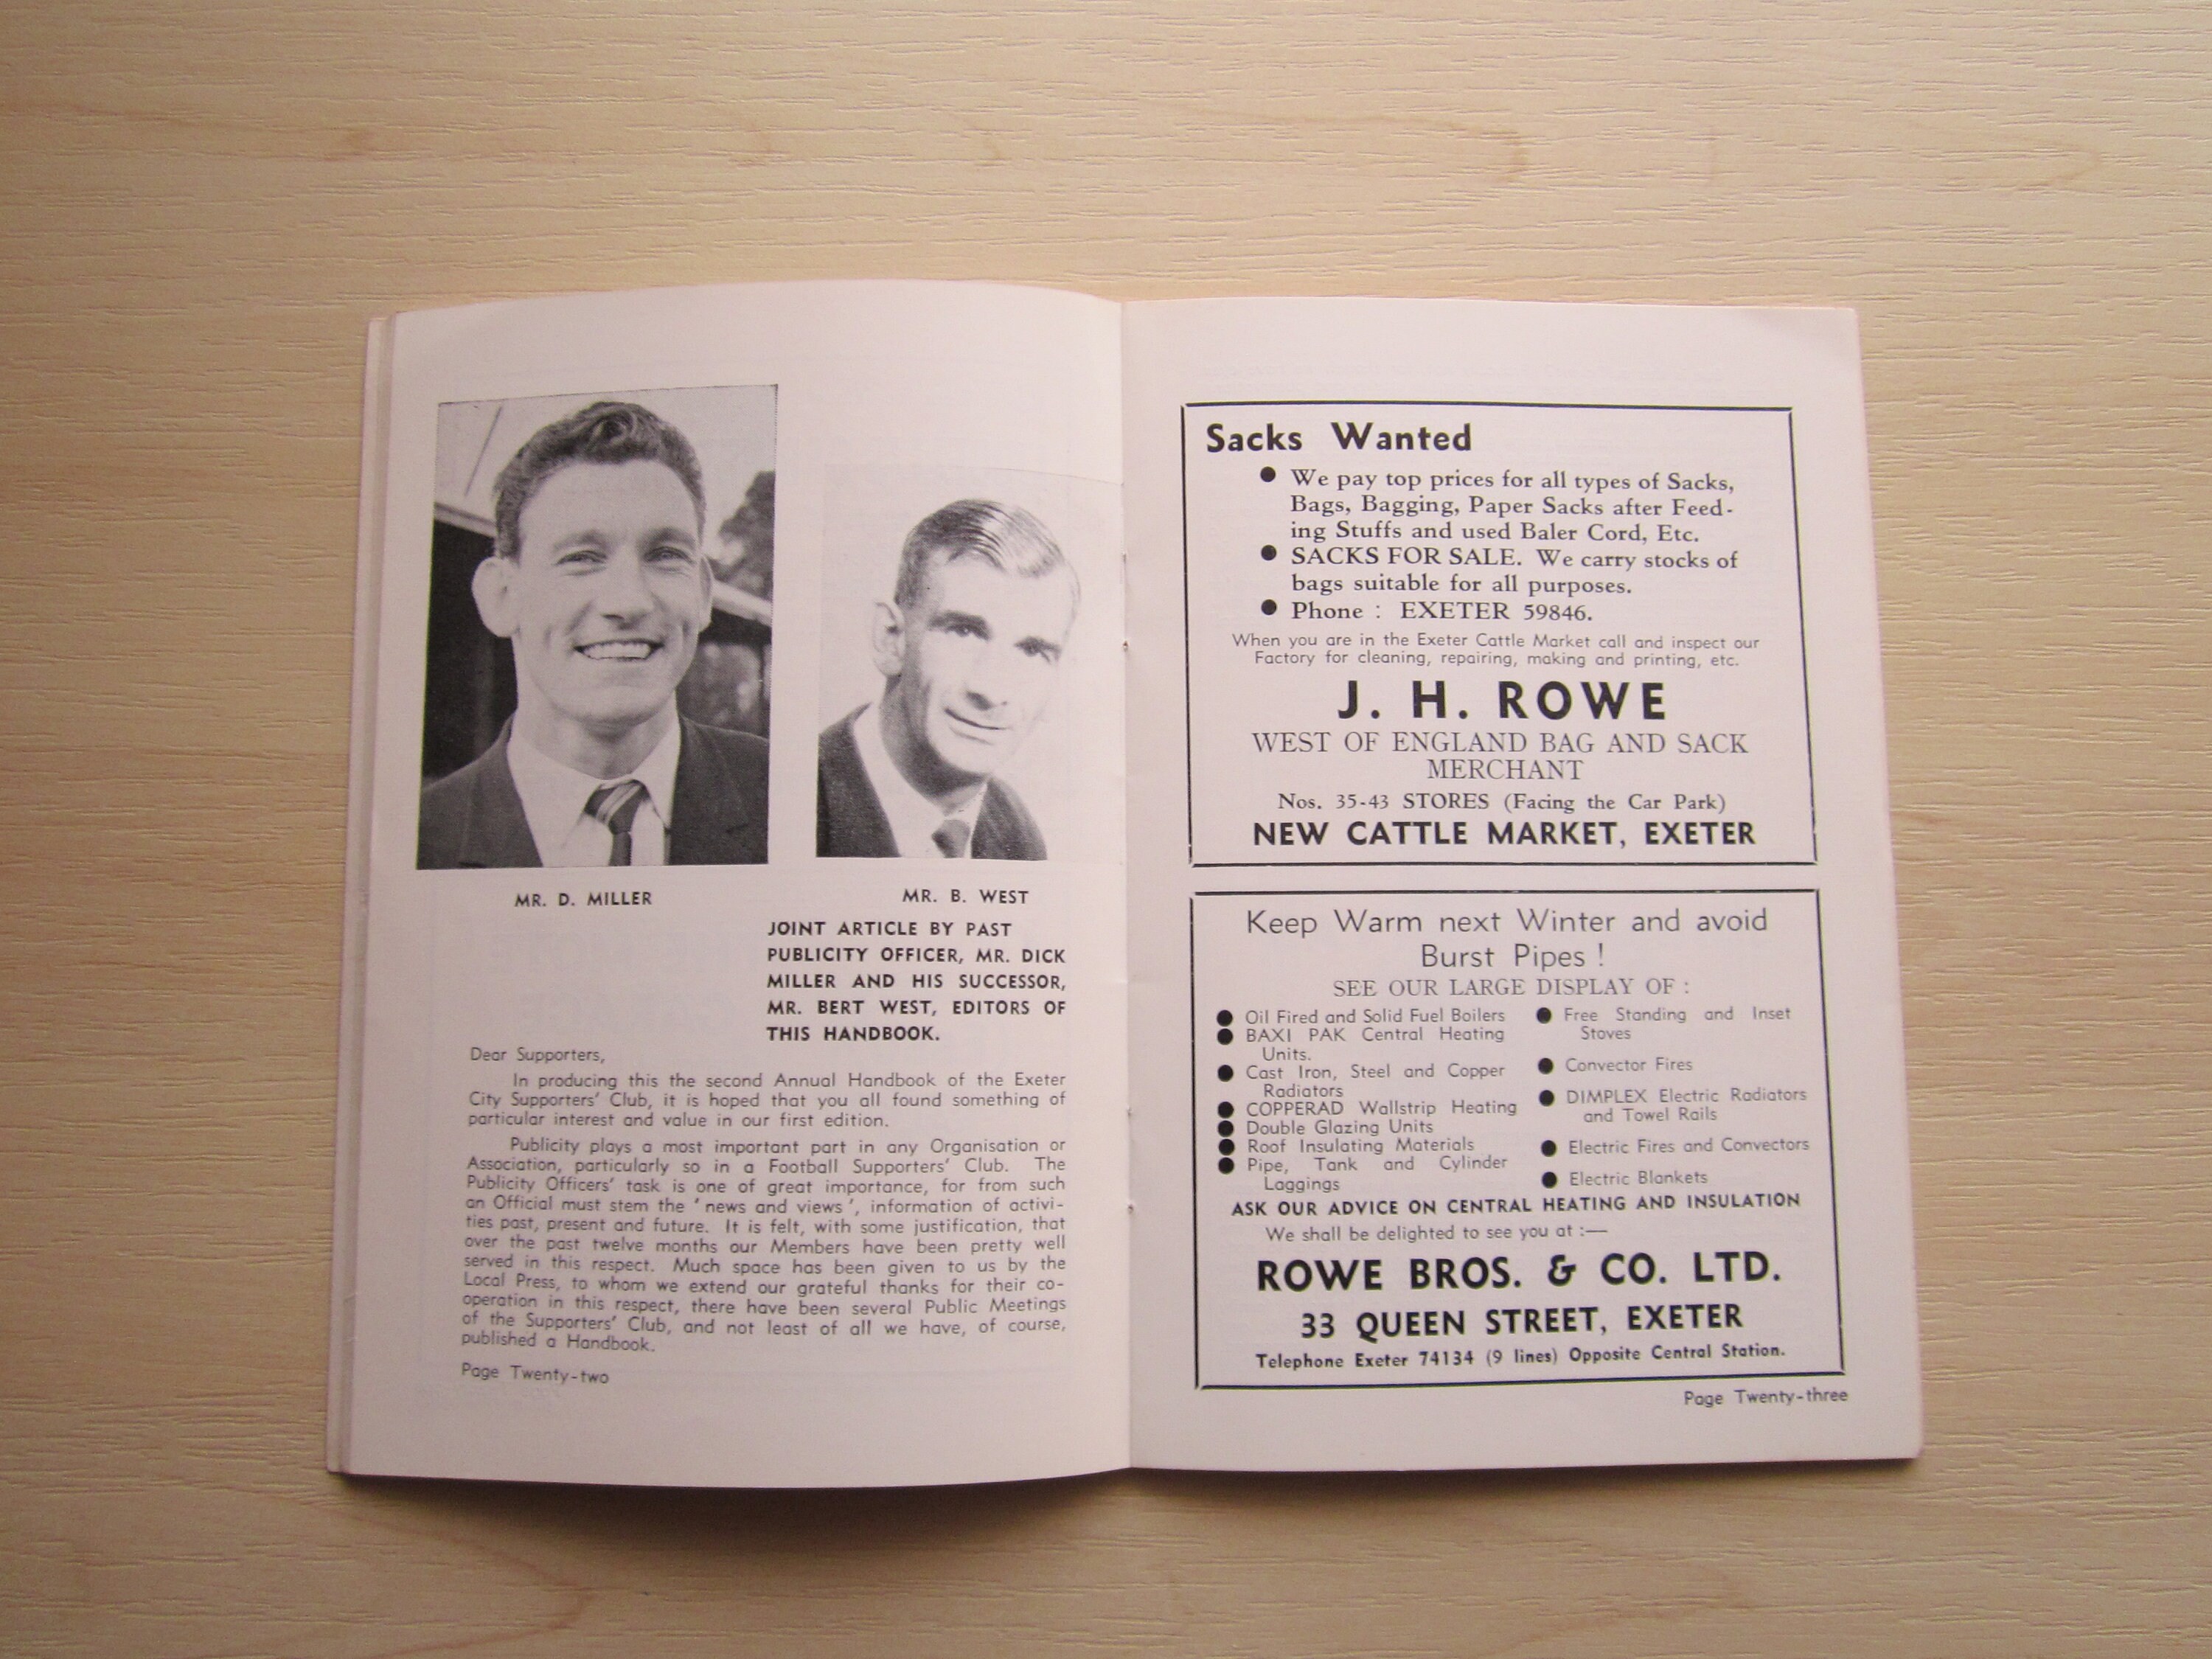 MR. D. MILLER
MR. B. WEST
JOINT ARTICLE BY PAST
PUBLICITY OFFICER, MR. DICK
MILLER AND HIS SUCCESSOR,
MR. BERT WEST, EDITORS OF
THIS HANDBOOK.
Dear Supporters,
In producing this the second Annual Handbook of the Exeter
City Supporters' Club, it is hoped that you all found something of
particular interest and value in our first edition.
Publicity plays a most important part in any Organisation or
Association, particularly so in a Football Supporters' Club. The
Publicity Officers' task is one of great importance, for from such
an Official must stem the 'news and views', information of activi-
ties past, present and future. It is felt, with some justification, that
over the past twelve months our Members have been pretty well
served in this respect. Much space has been given to us by the
Local Press, to whom we extend our grateful thanks for their co-
operation in this respect, there have been several Public Meetings
of the Supporters' Club, and not least of all we have, of course,
published a Handbook.
Page Twenty-two
Sacks Wanted
● We pay top prices for all types of Sacks,
Bags, Bagging, Paper Sacks after Feed-
ing Stuffs and used Baler Cord, Etc.
● SACKS FOR SALE. We carry stocks of
bags suitable for all purposes.
● Phone : EXETER 59846.
When you are in the Exeter Cattle Market call and inspect our
Factory for cleaning, repairing, making and printing, etc.
J. H. ROWE
WEST OF ENGLAND BAG AND SACK
MERCHANT
Nos. 35-43 STORES (Facing the Car Park)
NEW CATTLE MARKET, EXETER
Keep Warm next Winter and avoid
Burst Pipes !
SEE OUR LARGE DISPLAY OF :
● Oil Fired and Solid Fuel Boilers
● BAXI PAK Central Heating
Units.
● Cast Iron, Steel and Copper
Radiators
● COPPERAD Wallstrip Heating
● Double Glazing Units
● Roof Insulating Materials
● Pipe, Tank and Cylinder
Laggings
● Free Standing and Inset
Stoves
● Convector Fires
● DIMPLEX Electric Radiators
and Towel Rails
● Electric Fires and Convectors
● Electric Blankets
ASK OUR ADVICE ON CENTRAL HEATING AND INSULATION
We shall be delighted to see you at :—
ROWE BROS. & CO. LTD.
33 QUEEN STREET, EXETER
Telephone Exeter 74134 (9 lines) Opposite Central Station.
Page Twenty-three